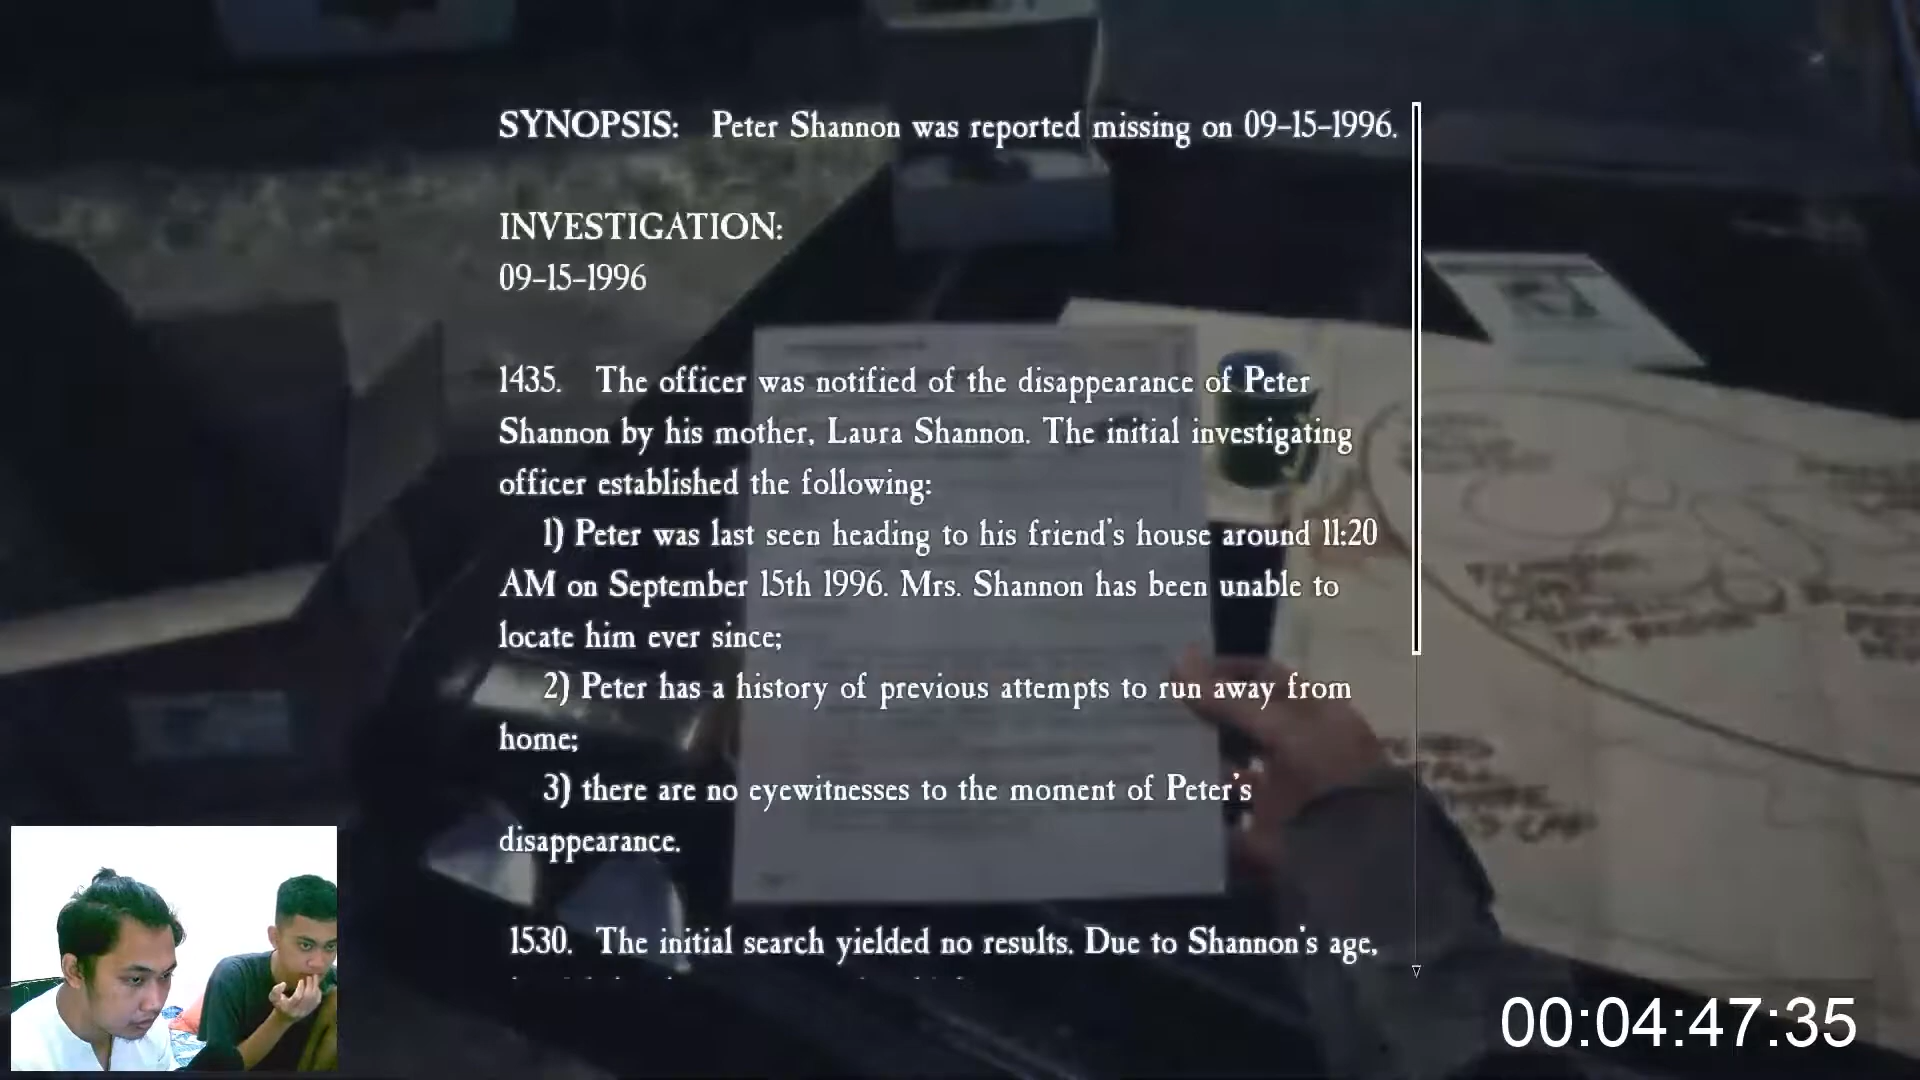 SYNOPSIS: Peter Shannon was reported missing on 09-15-1996.
INVESTIGATION:
09-15-1996
1435. The officer was notified of the disappearance of Peter
Shannon by his mother, Laura Shannon. The initial investigating
officer established the following:
1) Peter was last seen heading to his friend's house around 11:20
AM on September 15th 1996. Mrs. Shannon has been unable to
locate him ever since;
2) Peter has a history of previous attempts to run away from
home;
3) there are no eyewitnesses to the moment of Peter's
disappearance.
1530. The initial search yielded no results. Due to Shannon's age,
00:04:47:35